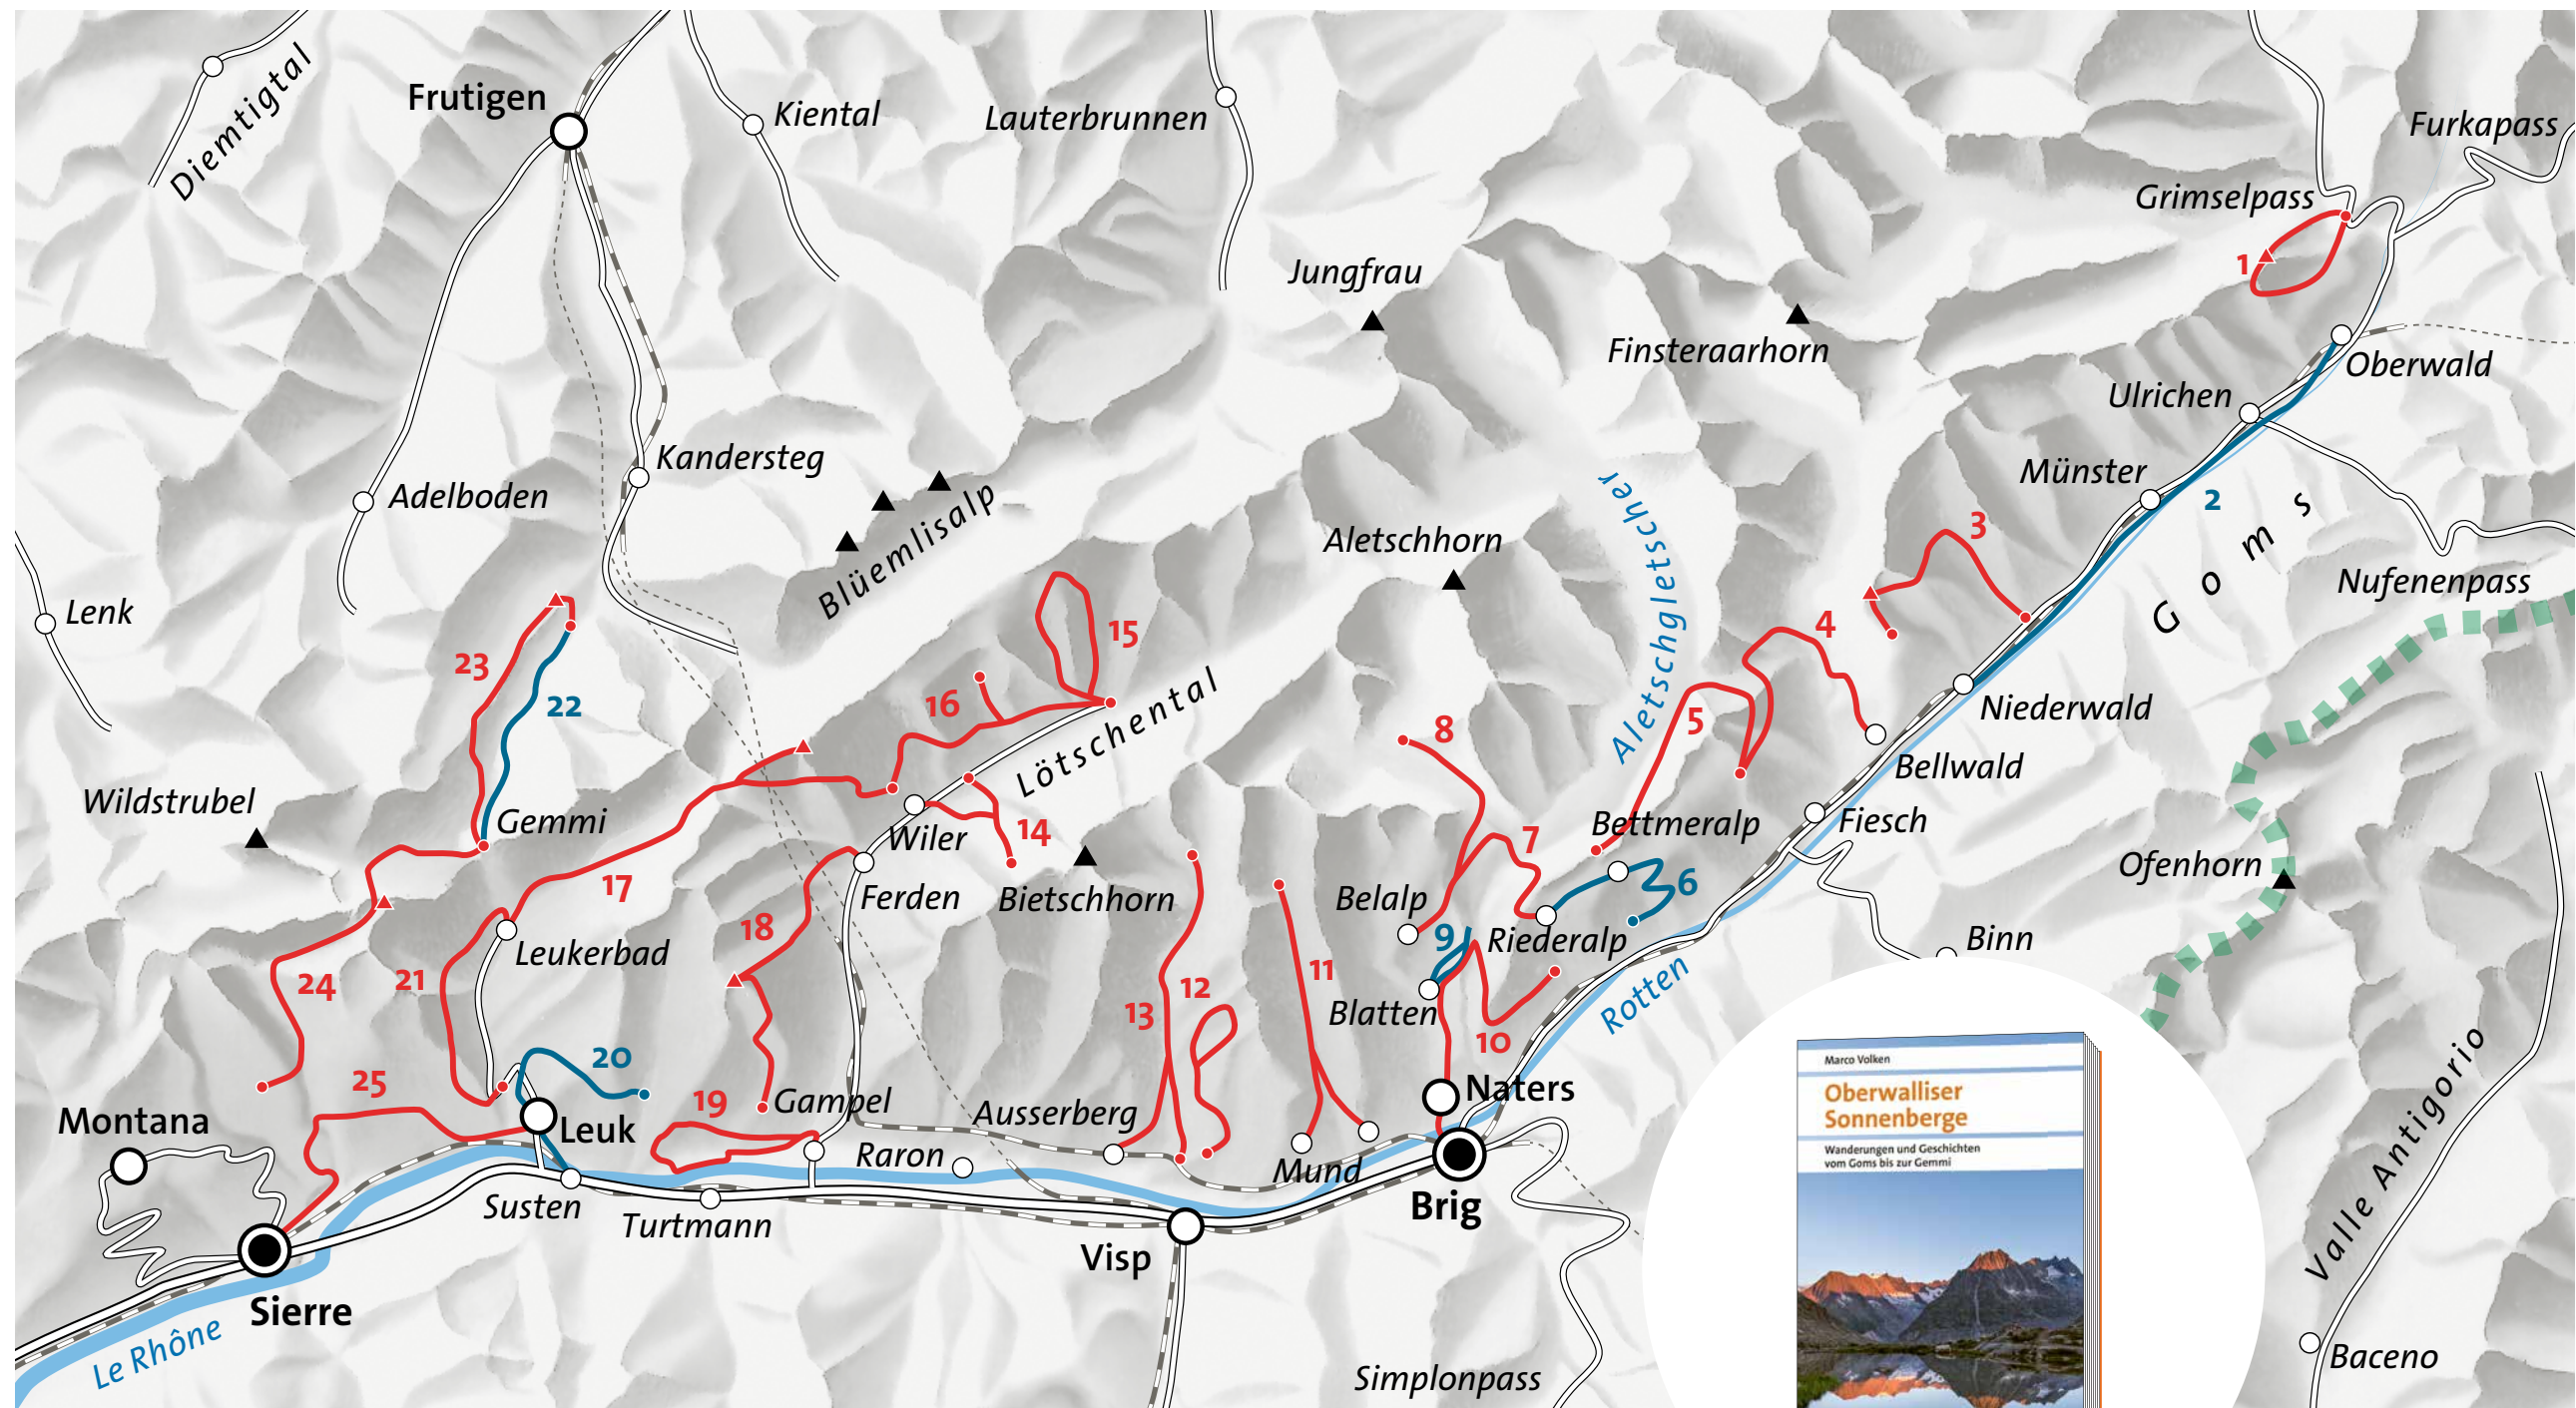 Diemtigtal
Frutigen
Kiental
Lauterbrunnen
Furkapass
Grimselpass
1
Jungfrau
Finsteraarhorn
Oberwald
Ulrichen
Münster
2
Goms
Nufenenpass
Kandersteg
Adelboden
Blüemlisalp
Aletschhorn
Aletschgletscher
3
4
Lenk
23
22
15
16
Lötschental
5
8
Niederwald
Bellwald
Wildstrubel
Gemmi
Wiler
14
7
Bettmeralp
Fiesch
Ofenhorn
17
Ferden
Bietschhorn
Belalp
6
18
9
Riederalp
Binn
Leukerbad
24
21
13
12
11
Blatten
Rotten
10
20
25
19
Gampel
Ausserberg
Naters
Montana
Leuk
Raron
Mund
Susten
Turtmann
Visp
Brig
Sierre
Le Rhône
Simplonpass
Valle Antigorio
Baceno
Marco Volken
Oberwalliser
Sonnenberge
Wanderungen und Geschichten
vom Goms bis zur Gemmi